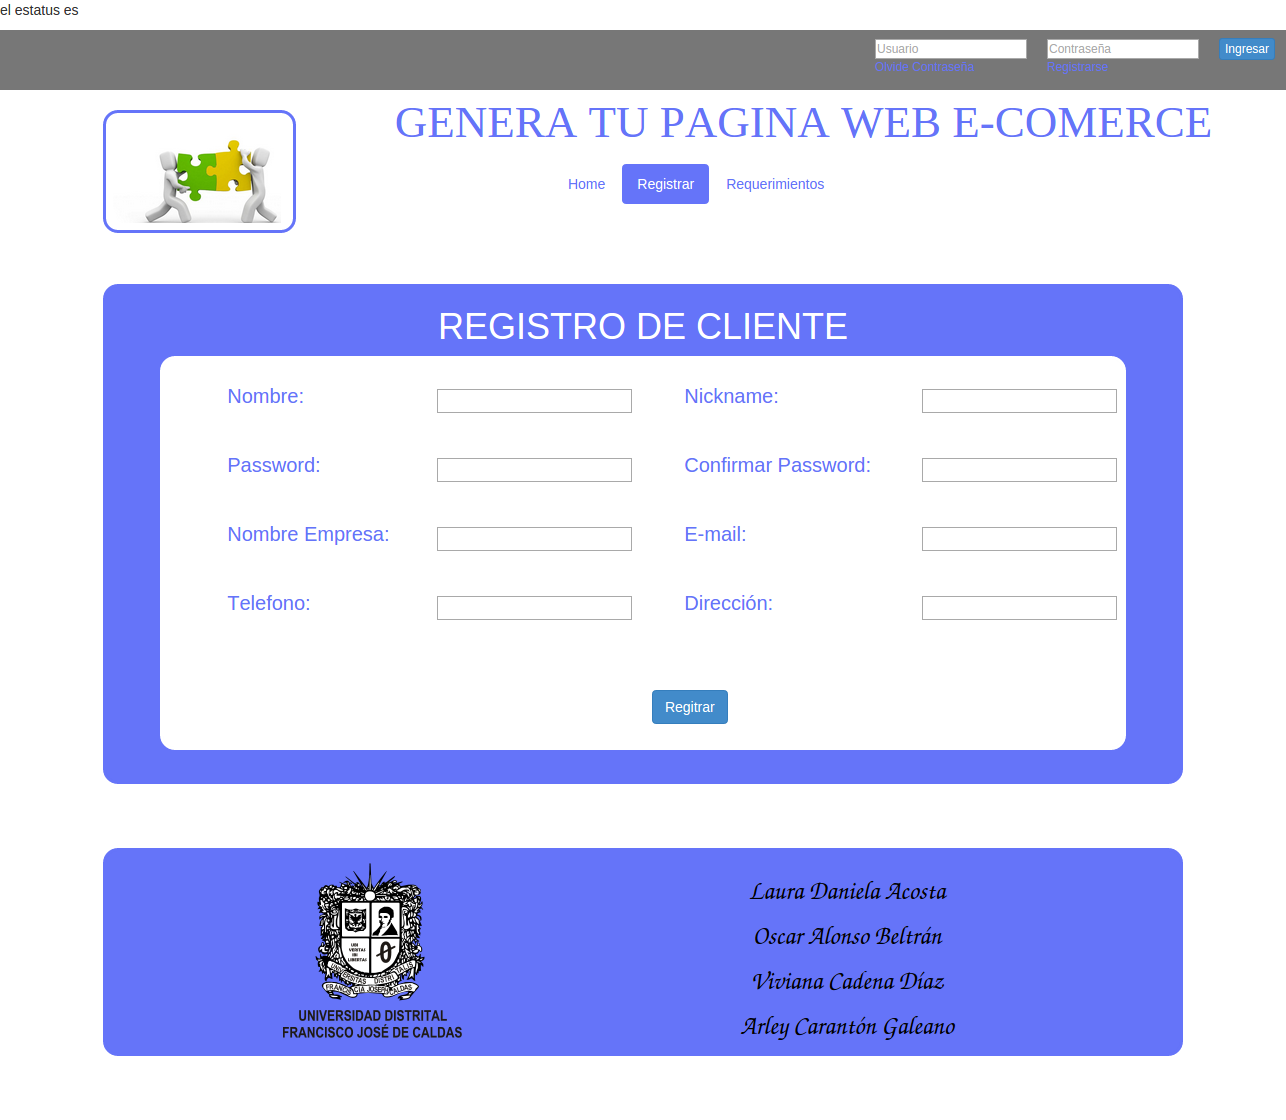 el estatus es
Usuario Contraseña Ingresar
Olvide Contraseña Registrarse
GENERA TU PAGINA WEB E-COMERCE
Home Registrar Requerimientos
REGISTRO DE CLIENTE
Nombre: Nickname:
Password: Confirmar Password:
Nombre Empresa: E-mail:
Telefono: Dirección:
Regitrar
UNIVERSIDAD DISTRITAL
FRANCISCO JOSÉ DE CALDAS
Laura Daniela Acosta
Oscar Alonso Beltrán
Viviana Cadena Díaz
Arley Carantón Galeano